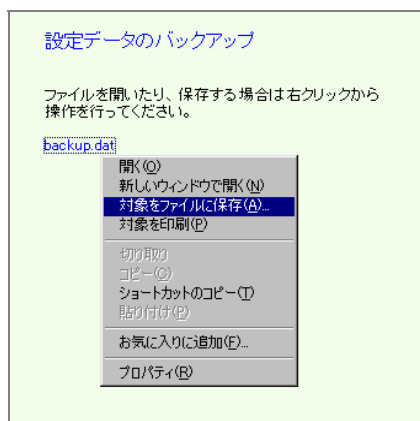 設定データのバックアップ
ファイルを開いたり、保存する場合は右クリックから
操作を行ってください。
backup.dat
開く(O)
新しいウィンドウで開く(N)
対象をファイルに保存(A)...
対象を印刷(P)
切り取り
コピー(C)
ショートカットのコピー(T)
貼り付け(P)
お気に入りに追加(F)...
プロパティ(R)